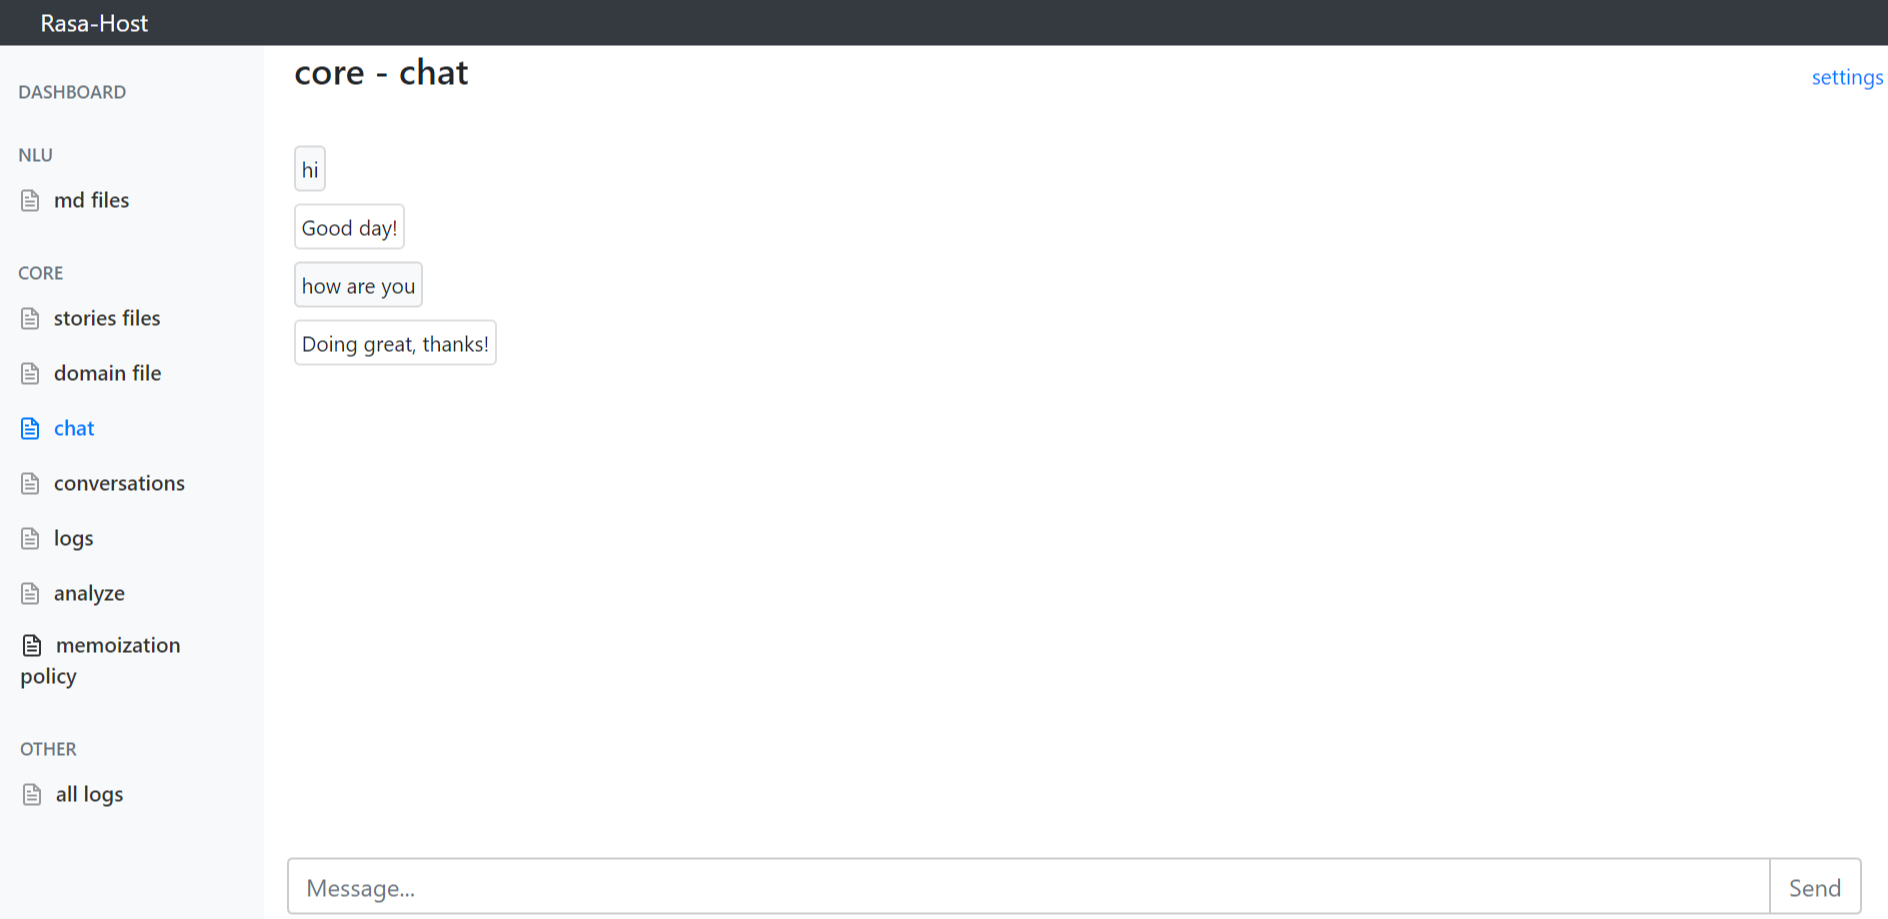 Rasa-Host
DASHBOARD
NLU
md files
CORE
stories files
domain file
chat
conversations
logs
analyze
memoization
policy
OTHER
all logs
core - chat
settings
hi
Good day!
how are you
Doing great, thanks!
Message...
Send